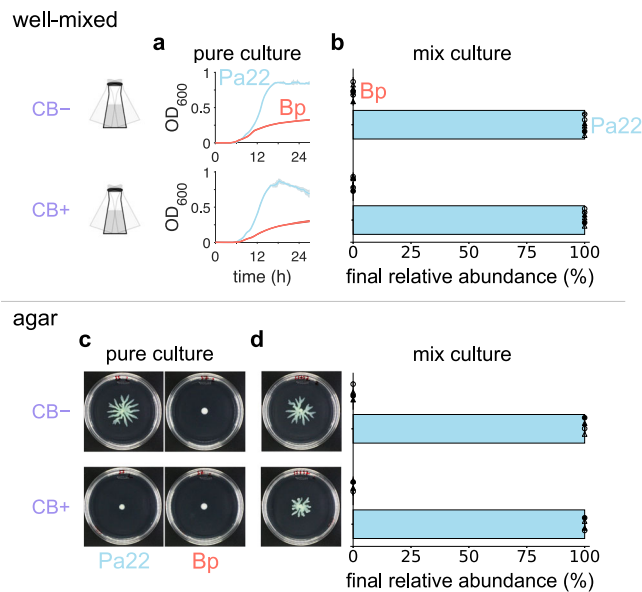 well-mixed
a
pure culture
b
mix culture
CB−
OD600
1
0.5
0
0 12 24
Pa22
Bp
Bp
Pa22
CB+
OD600
1
0.5
0
0 12 24
time (h)
0 25 50 75 100
final relative abundance (%)
agar
c
pure culture
d
mix culture
CB−
CB+
Pa22
Bp
0 25 50 75 100
final relative abundance (%)